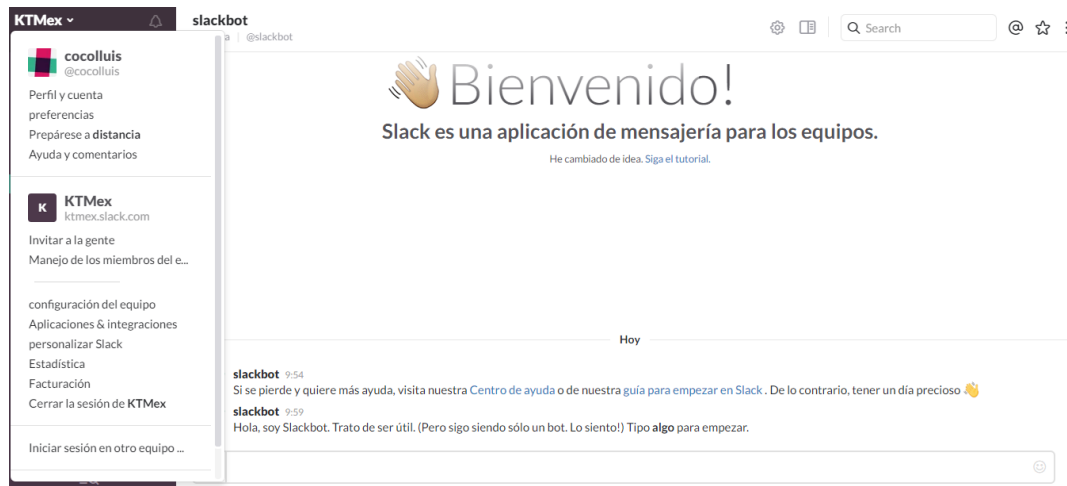 KTMex
cocolluis
@cocolluis
Perfil y cuenta
preferencias
Prepárese a distancia
Ayuda y comentarios
K
KTMex
ktmex.slack.com
Invitar a la gente
Manejo de los miembros del e...
configuración del equipo
Aplicaciones & integraciones
personalizar Slack
Estadística
Facturación
Cerrar la sesión de KTMex
Iniciar sesión en otro equipo ...
slackbot
a | @slackbot
Search
Bienvenido!
Slack es una aplicación de mensajería para los equipos.
He cambiado de idea. Siga el tutorial.
Hoy
slackbot 9:54
Si se pierde y quiere más ayuda, visita nuestra Centro de ayuda o de nuestra guía para empezar en Slack . De lo contrario, tener un día precioso
slackbot 9:59
Hola, soy Slackbot. Trato de ser útil. (Pero sigo siendo sólo un bot. Lo siento!) Tipo algo para empezar.